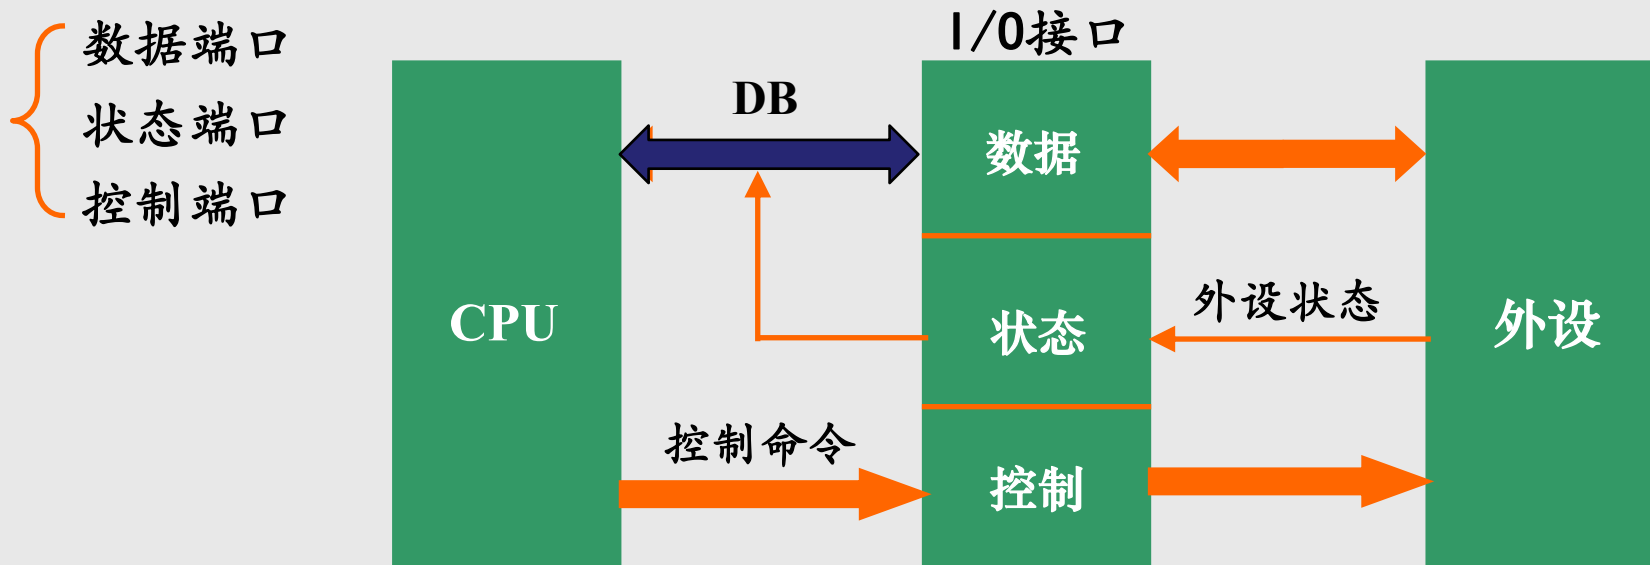 数据端口
状态端口
控制端口
I/O接口
DB
数据
CPU
状态
外设状态
外设
控制命令
控制